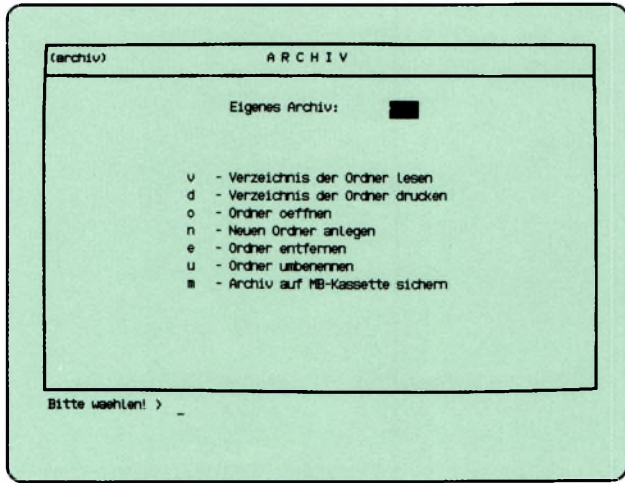 (archiv) A R C H I V
Eigenes Archiv:
v - Verzeichnis der Ordner lesen
d - Verzeichnis der Ordner drucken
o - Ordner oeffnen
n - Neuen Ordner anlegen
e - Ordner entfernen
u - Ordner umbenennen
m - Archiv auf MB-Kassette sichern
Bitte waehlen! > _